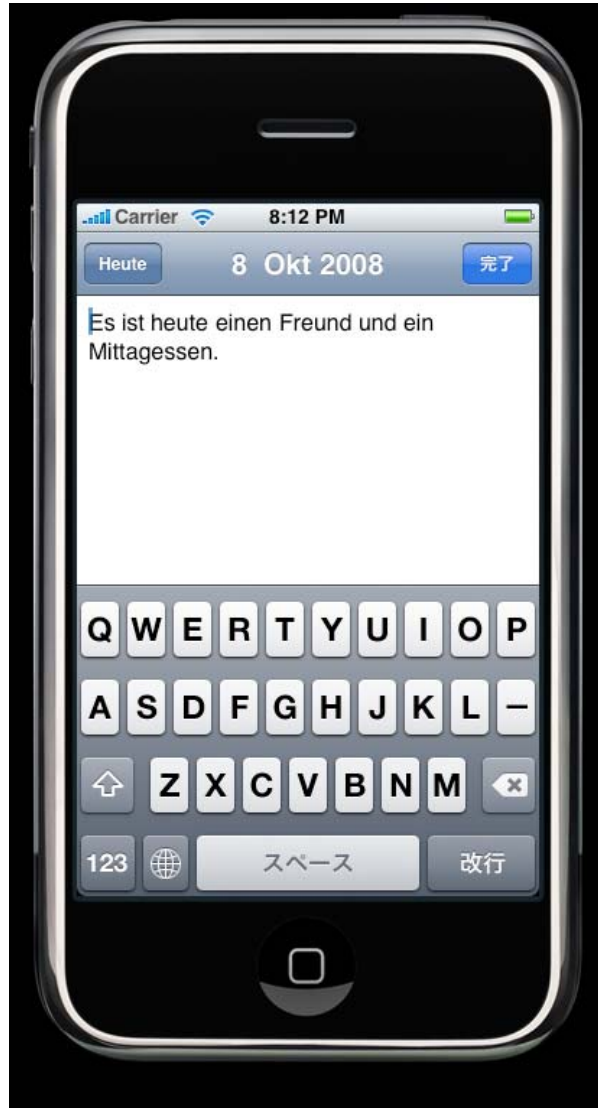 Carrier 8:12 PM
Heute 8 Okt 2008 完了
Es ist heute einen Freund und ein
Mittagessen.
Q W E R T Y U I O P
A S D F G H J K L –
Z X C V B N M
123 スペース 改行